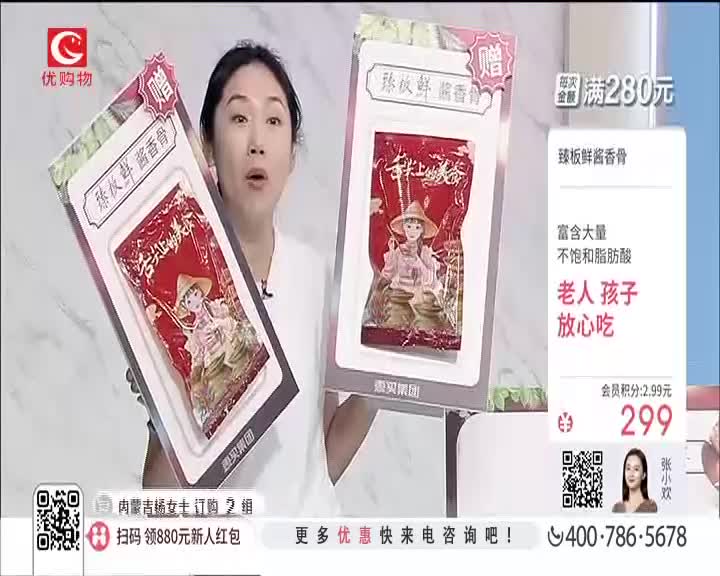 优购物
赠
臻板鲜 酱香骨
舌尖上的美食
壹买集团
赠
臻板鲜 酱香骨
舌尖上的美食
壹买集团
每次金额 满280元
臻板鲜酱香骨
富含大量
不饱和脂肪酸
老人 孩子
放心吃
会员积分:2.99元
299
张小欢
内蒙古杨女士 订购 2 组
扫码 领880元新人红包
更多优惠快来电咨询吧!
400-786-5678